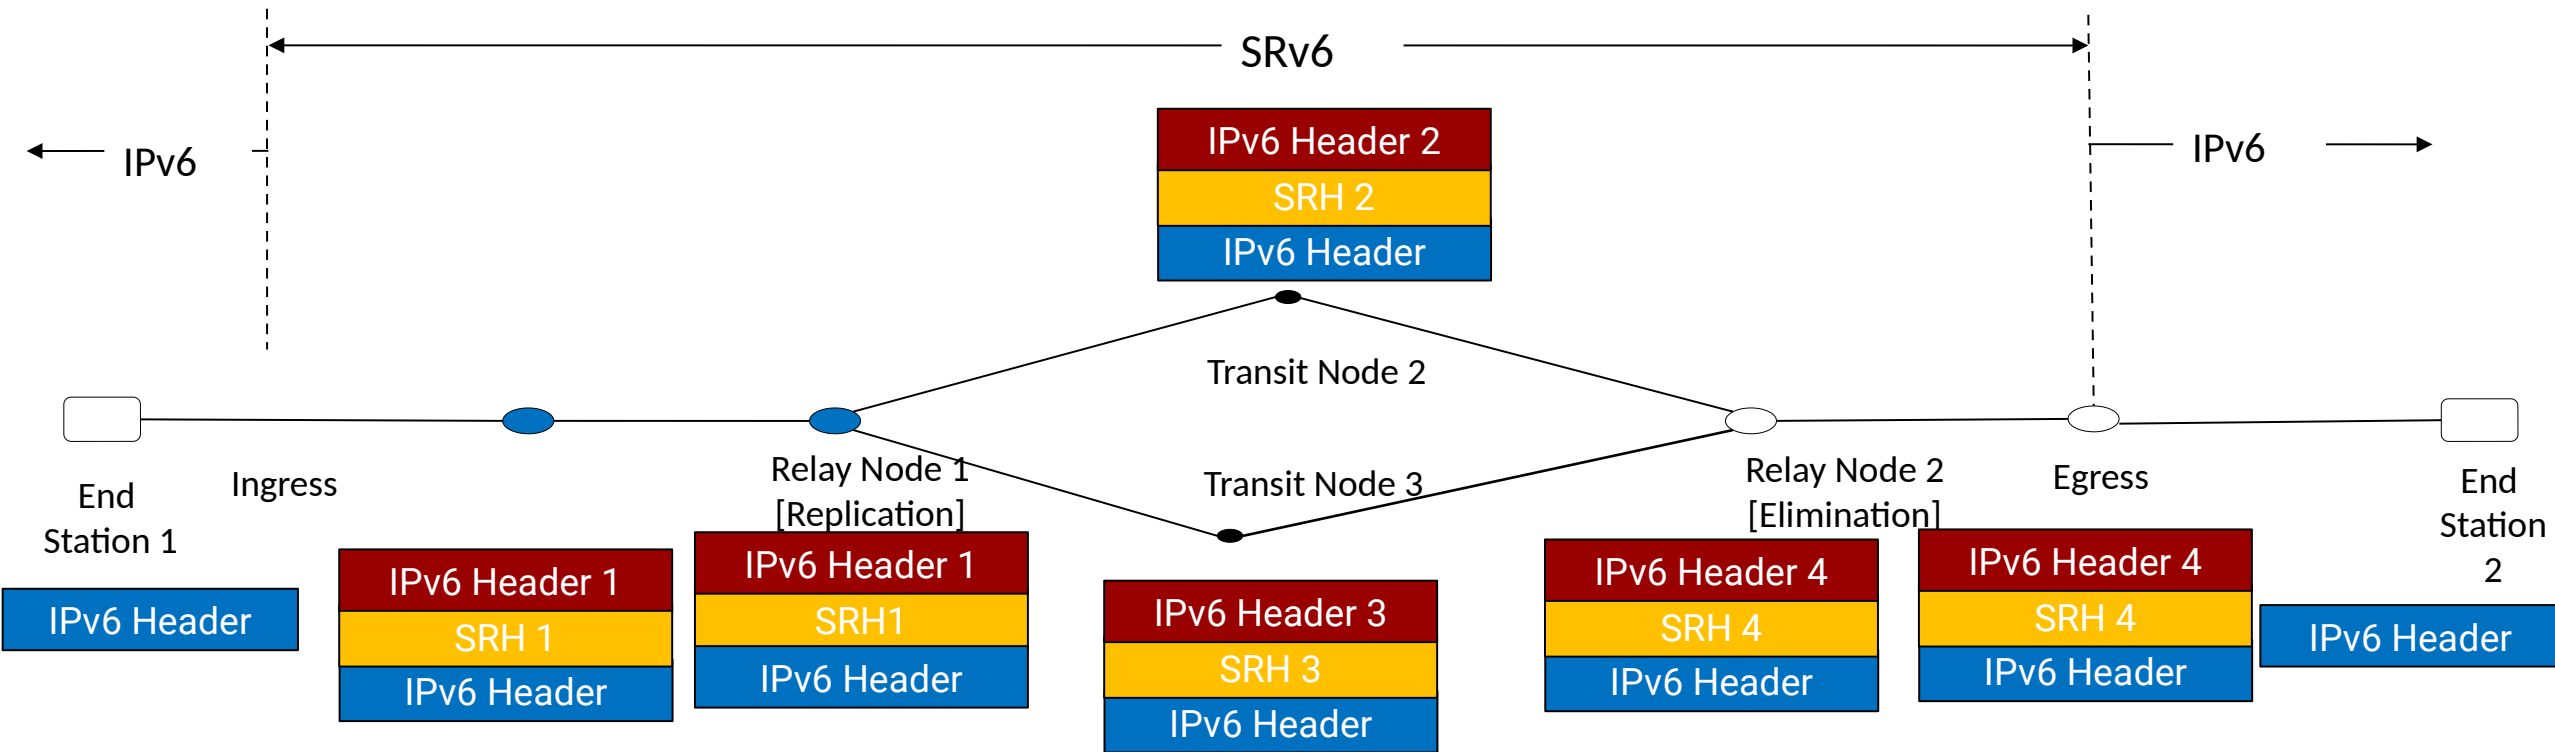 SRv6
IPv6
IPv6
IPv6 Header 2
SRH 2
IPv6 Header
Transit Node 2
Transit Node 3
End
Station 1
Ingress
Relay Node 1
[Replication]
Relay Node 2
[Elimination]
Egress
End
Station
2
IPv6 Header
IPv6 Header 1
SRH 1
IPv6 Header
IPv6 Header 1
SRH1
IPv6 Header
IPv6 Header 3
SRH 3
IPv6 Header
IPv6 Header 4
SRH 4
IPv6 Header
IPv6 Header 4
SRH 4
IPv6 Header
IPv6 Header